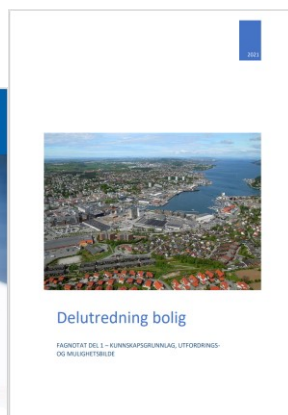 2021
Delutredning bolig
FAGNOTAT DEL 1 – KUNNSKAPSGRUNNLAG, UTFORDRINGS-
OG MULIGHETSBILDE